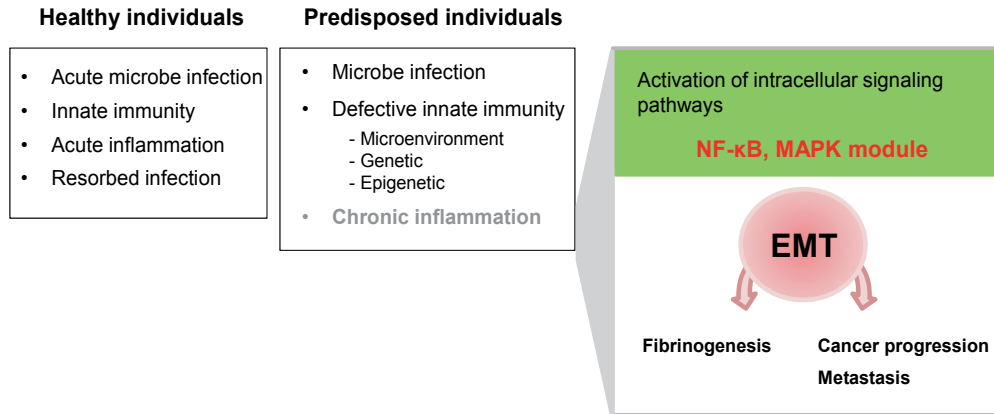 Healthy individuals
• Acute microbe infection
• Innate immunity
• Acute inflammation
• Resorbed infection
Predisposed individuals
• Microbe infection
• Defective innate immunity
- Microenvironment
- Genetic
- Epigenetic
• Chronic inflammation
Activation of intracellular signaling
pathways
NF-κB, MAPK module
EMT
Fibrinogenesis
Cancer progression
Metastasis